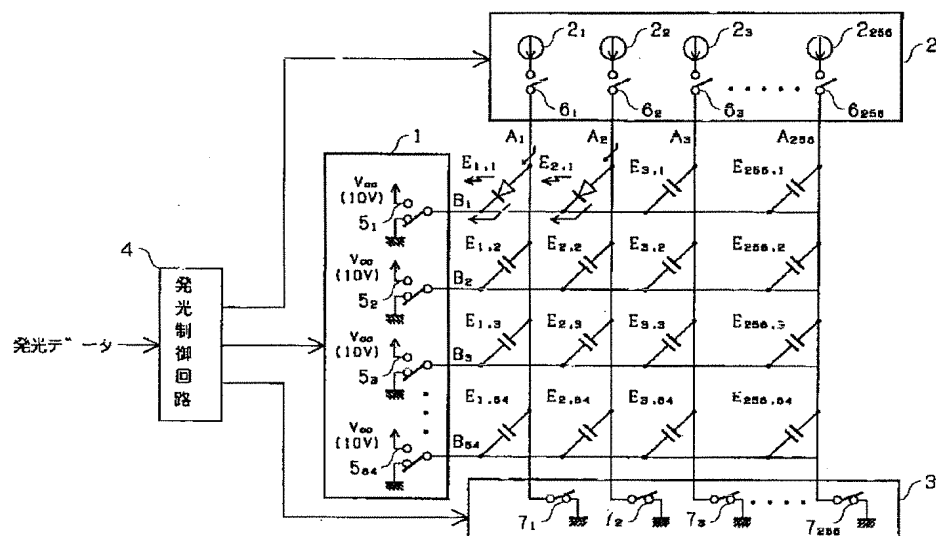 2₁ 2₂ 2₃ 2₂₅₆
2
6₁ 6₂ 6₃ 6₂₅₆
A₁ A₂ A₃ A₂₅₆
1
E₁,₁ E₂,₁ E₃,₁ E₂₅₆,₁
Vcc
(10V)
5₁
B₁
E₁,₂ E₂,₂ E₃,₂ E₂₅₆,₂
Vcc
(10V)
5₂
B₂
4
発光制御回路
発光データ
E₁,₃ E₂,₃ E₃,₃ E₂₅₆,₃
Vcc
(10V)
5₃
B₃
E₁,₆₄ E₂,₆₄ E₃,₆₄ E₂₅₆,₆₄
Vcc
(10V)
5₆₄
B₆₄
3
7₁ 7₂ 7₃ 7₂₅₆